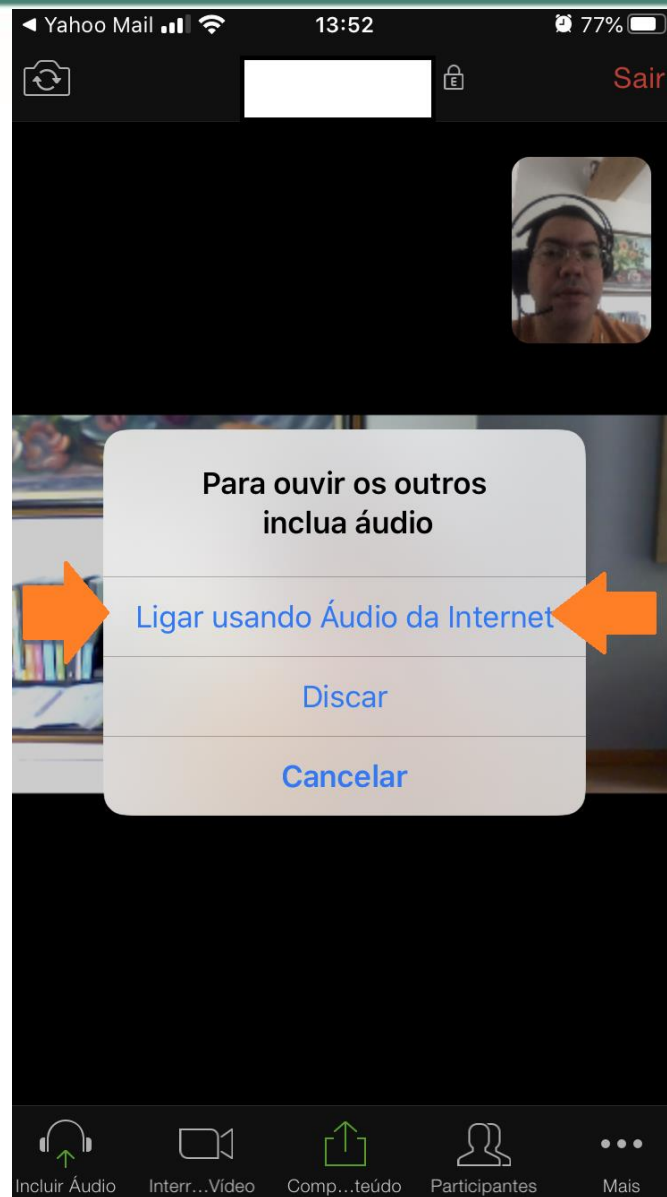 ◄ Yahoo Mail 13:52 77%
E Sair
Para ouvir os outros
inclua áudio
Ligar usando Áudio da Internet
Discar
Cancelar
Incluir Áudio Interr...Vídeo Comp...teúdo Participantes Mais